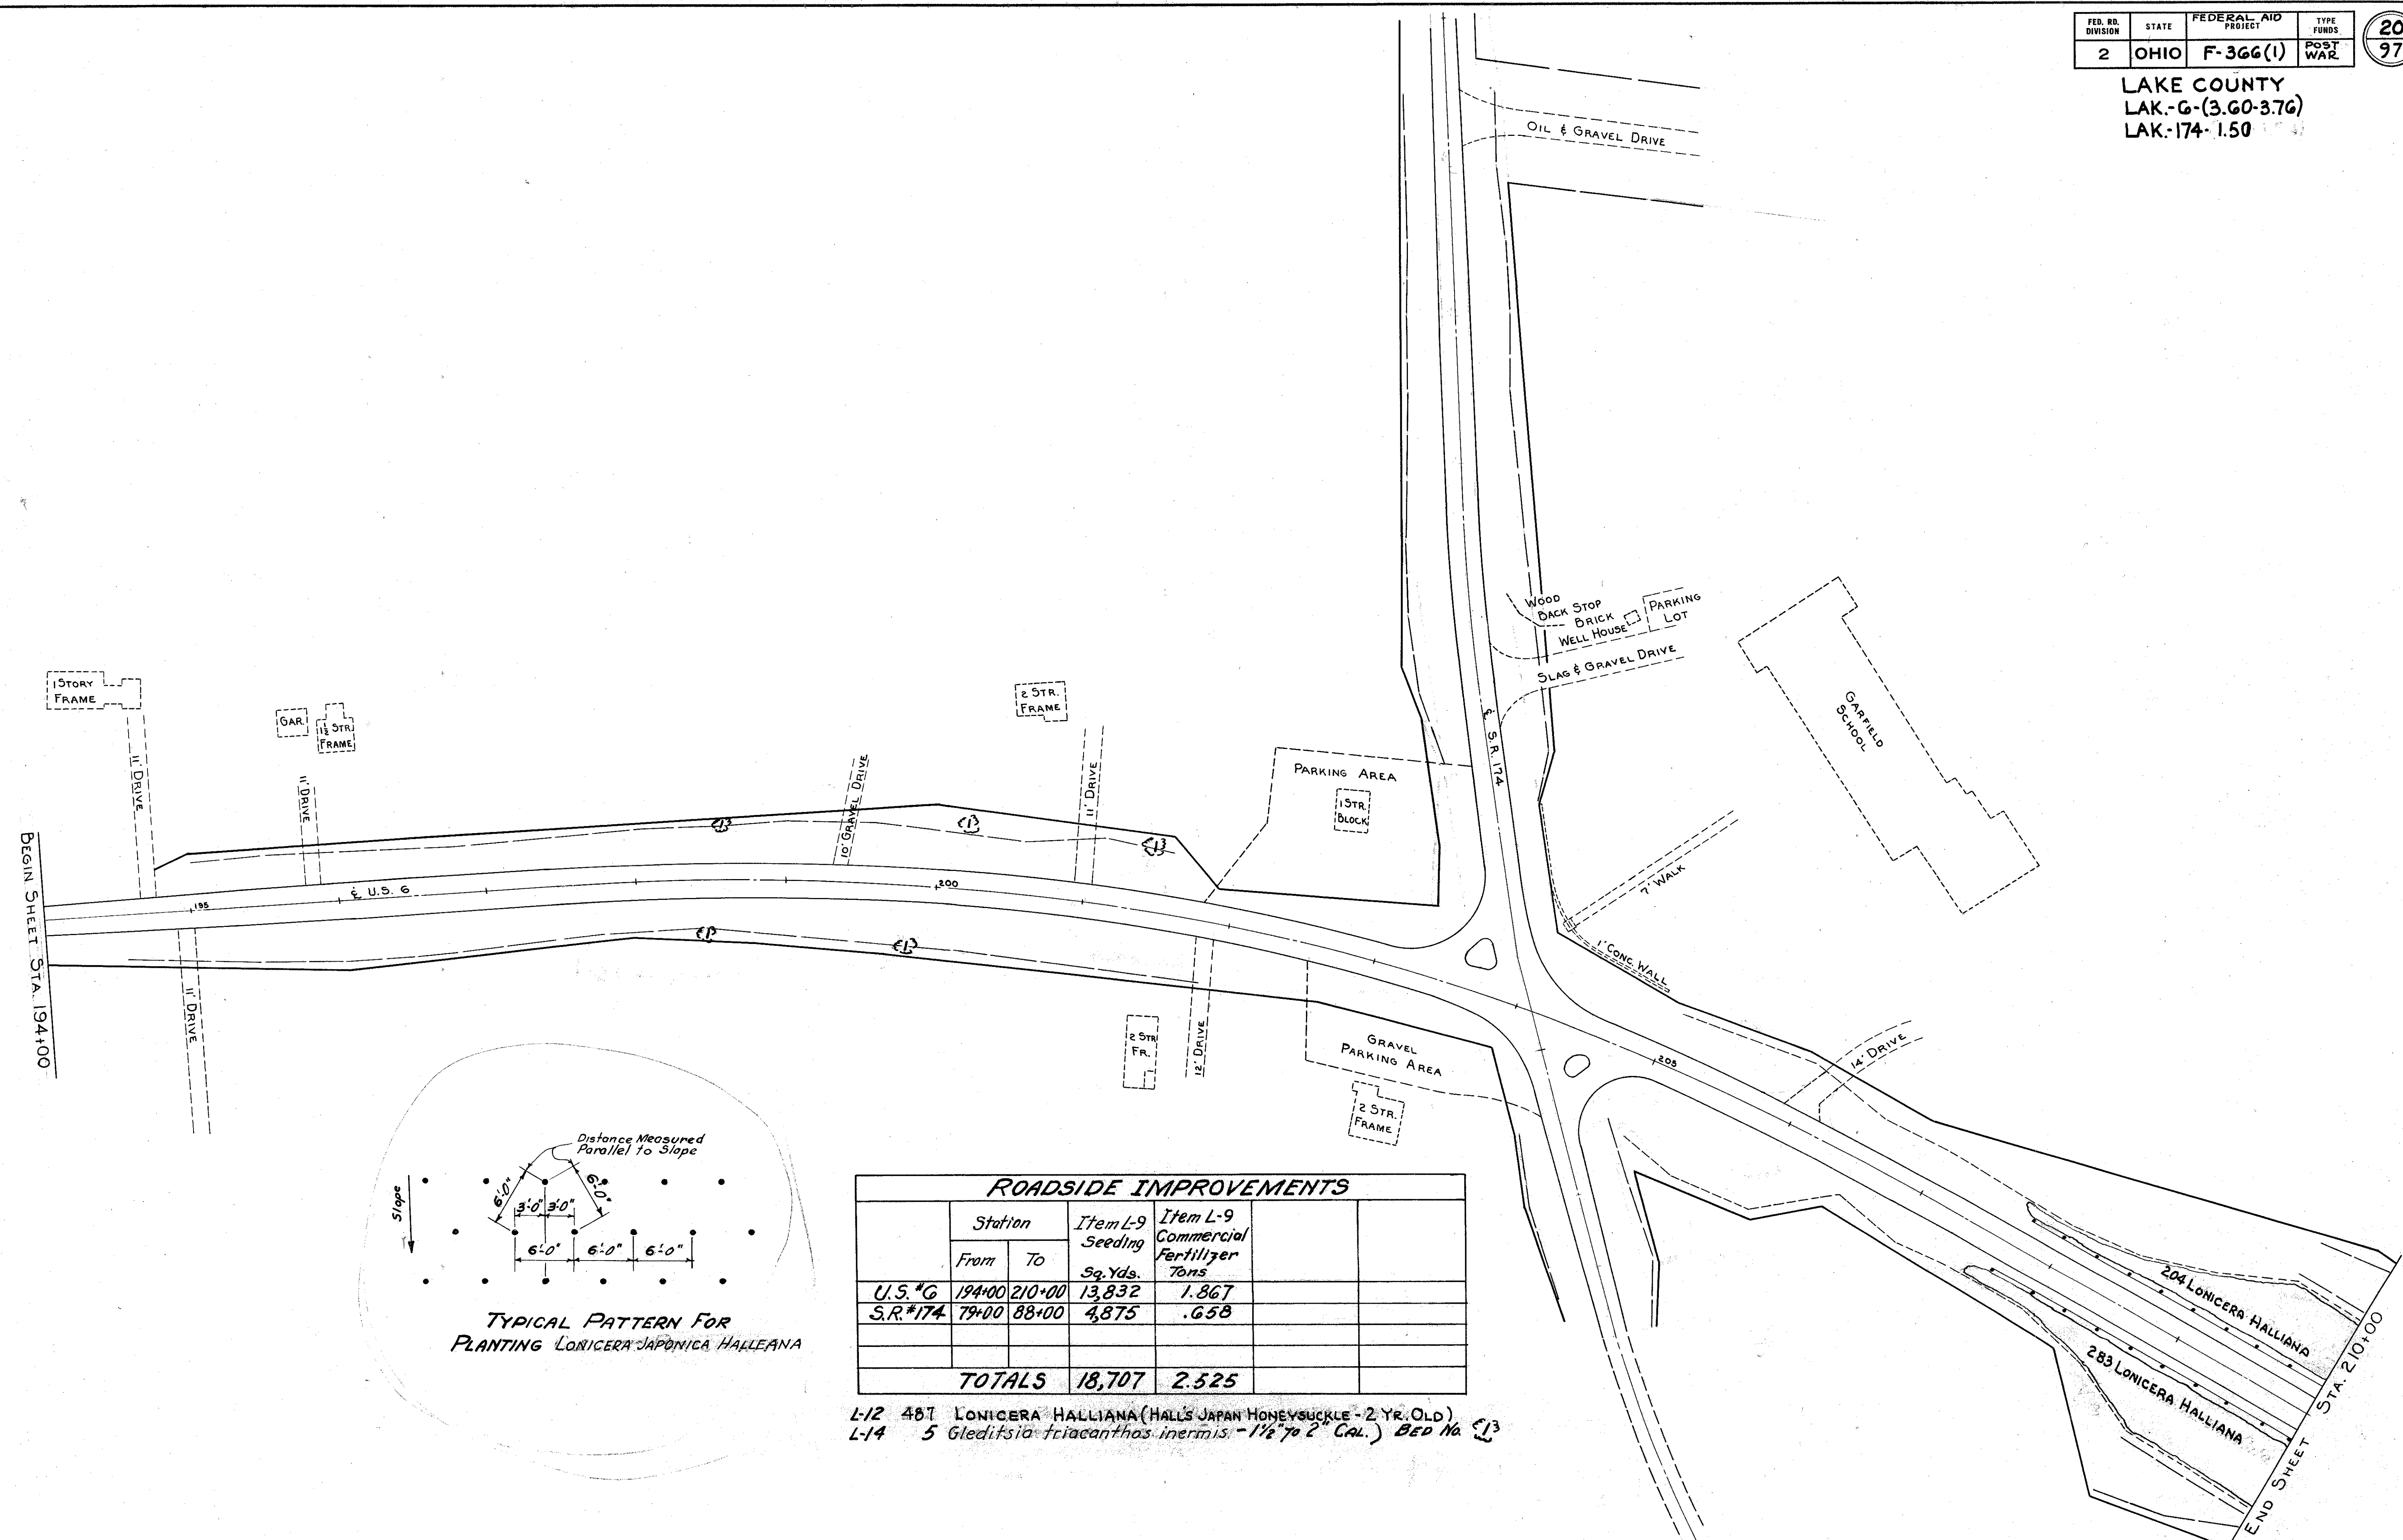 FED. RD. DIVISION STATE FEDERAL AID PROJECT TYPE FUNDS
2 OHIO F-366(1) POST WAR
20
97
LAKE COUNTY
LAK.-6-(3.60-3.76)
LAK.-174-1.50
OIL & GRAVEL DRIVE
WOOD
BACK STOP
BRICK
WELL HOUSE
PARKING
LOT
SLAG & GRAVEL DRIVE
GARFIELD
SCHOOL
℄ S.R. 174
1 STORY
FRAME
GAR.
1½ STR.
FRAME
2 STR.
FRAME
11' DRIVE
11' DRIVE
10' GRAVEL DRIVE
11' DRIVE
PARKING AREA
1 STR.
BLOCK
7' WALK
1' CONC. WALL
BEGIN SHEET STA. 194+00
195
℄ U.S. 6
200
205
1
1
1
1
1
11' DRIVE
2 STR
FR.
12' DRIVE
GRAVEL
PARKING AREA
2 STR.
FRAME
14' DRIVE
204 LONICERA HALLIANA
283 LONICERA HALLIANA
END SHEET STA. 210+00
Distance Measured
Parallel to Slope
Slope
6'-0" 6'-0"
3'-0" 3'-0"
6'-0" 6'-0" 6'-0"
TYPICAL PATTERN FOR
PLANTING LONICERA JAPONICA HALLEANA
ROADSIDE IMPROVEMENTS
Station Item L-9 Seeding Sq. Yds. Item L-9 Commercial Fertilizer Tons
From To
U.S. #6 194+00 210+00 13,832 1.867
S.R. #174 79+00 88+00 4,875 .658
TOTALS 18,707 2.525
L-12 487 LONICERA HALLIANA (HALL'S JAPAN HONEYSUCKLE - 2 YR. OLD)
L-14 5 Gleditsia triacanthos inermis - 1½" TO 2" CAL.) BED No. 1